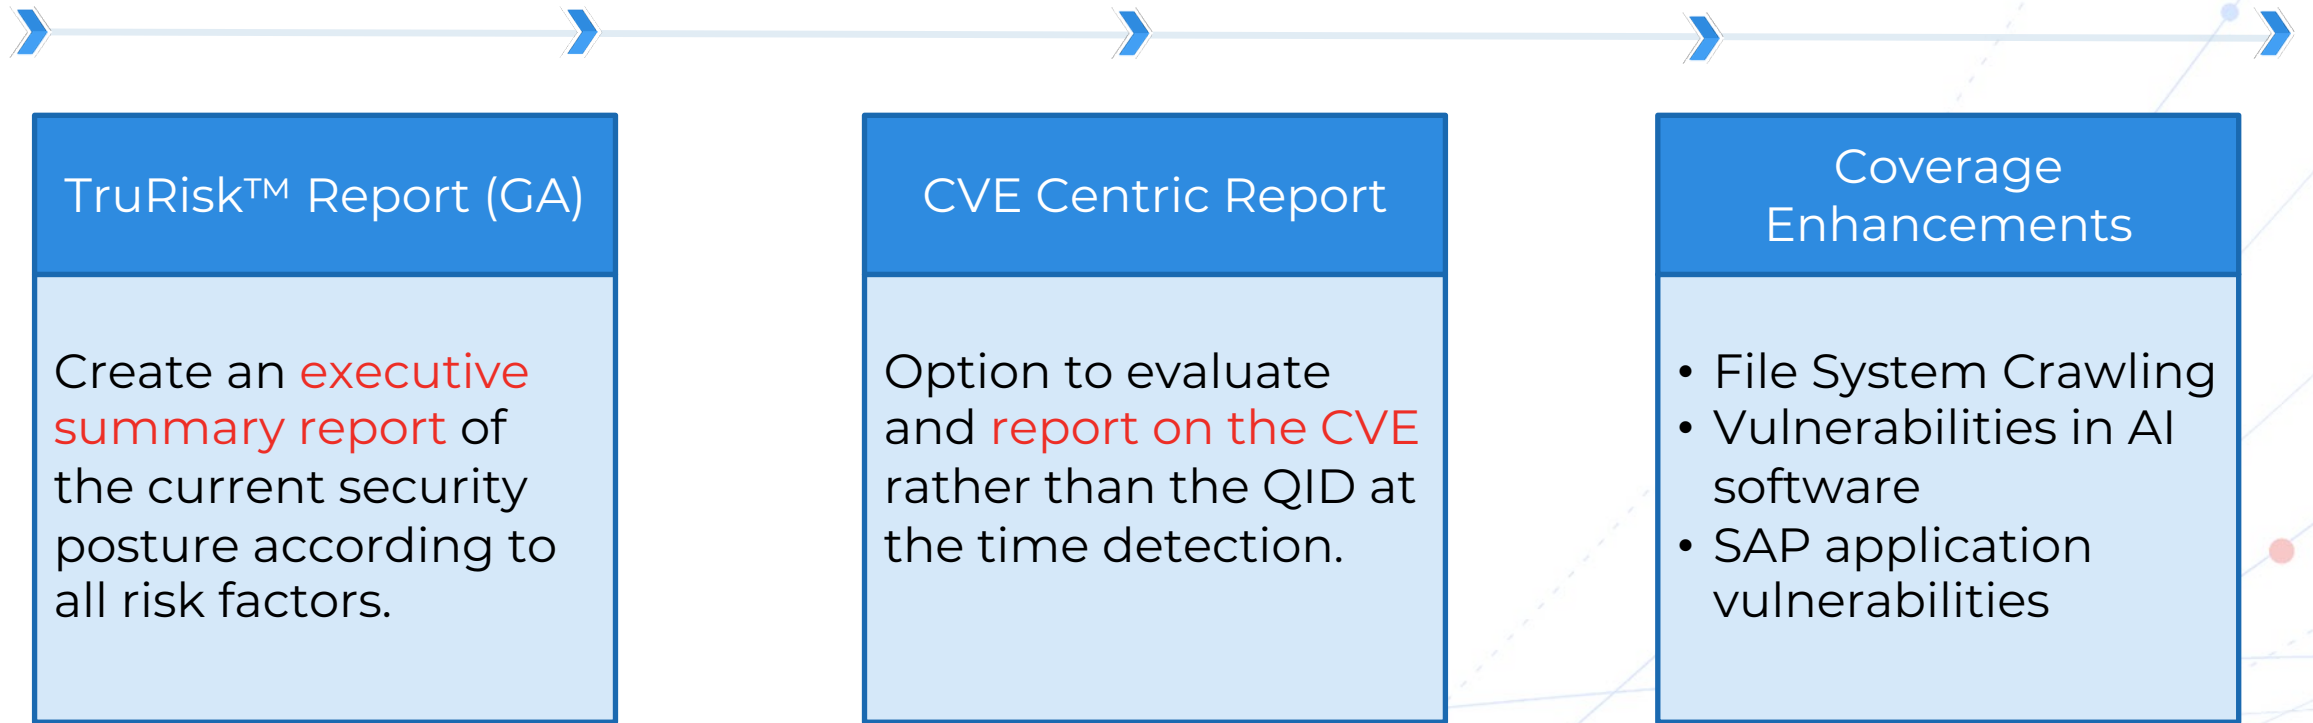 TruRisk™ Report (GA)
Create an executive
summary report of
the current security
posture according to
all risk factors.
CVE Centric Report
Option to evaluate
and report on the CVE
rather than the QID at
the time detection.
Coverage
Enhancements
• File System Crawling
• Vulnerabilities in AI
software
• SAP application
vulnerabilities